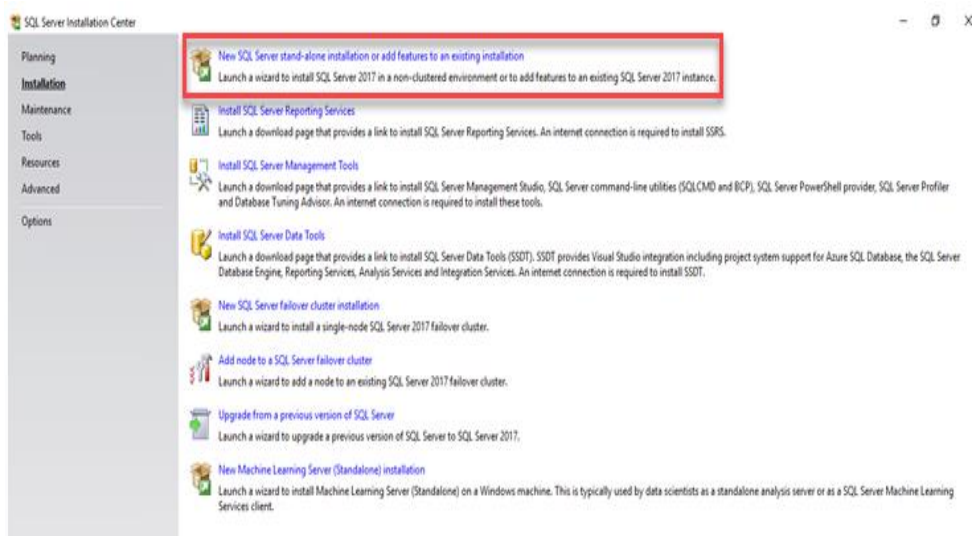 SQL Server Installation Center
Planning
Installation
Maintenance
Tools
Resources
Advanced
Options
New SQL Server stand-alone installation or add features to an existing installation
Launch a wizard to install SQL Server 2017 in a non-clustered environment or to add features to an existing SQL Server 2017 instance.
Install SQL Server Reporting Services
Launch a download page that provides a link to install SQL Server Reporting Services. An internet connection is required to install SSRS.
Install SQL Server Management Tools
Launch a download page that provides a link to install SQL Server Management Studio, SQL Server command-line utilities (SQLCMD and BCP), SQL Server PowerShell provider, SQL Server Profiler
and Database Tuning Advisor. An internet connection is required to install these tools.
Install SQL Server Data Tools
Launch a download page that provides a link to install SQL Server Data Tools (SSDT). SSDT provides Visual Studio integration including project system support for Azure SQL Database, the SQL Server
Database Engine, Reporting Services, Analysis Services and Integration Services. An internet connection is required to install SSDT.
New SQL Server failover cluster installation
Launch a wizard to install a single-node SQL Server 2017 failover cluster.
Add node to a SQL Server failover cluster
Launch a wizard to add a node to an existing SQL Server 2017 failover cluster.
Upgrade from a previous version of SQL Server
Launch a wizard to upgrade a previous version of SQL Server to SQL Server 2017.
New Machine Learning Server (Standalone) installation
Launch a wizard to install Machine Learning Server (Standalone) on a Windows machine. This is typically used by data scientists as a standalone analysis server or as a SQL Server Machine Learning
Services client.